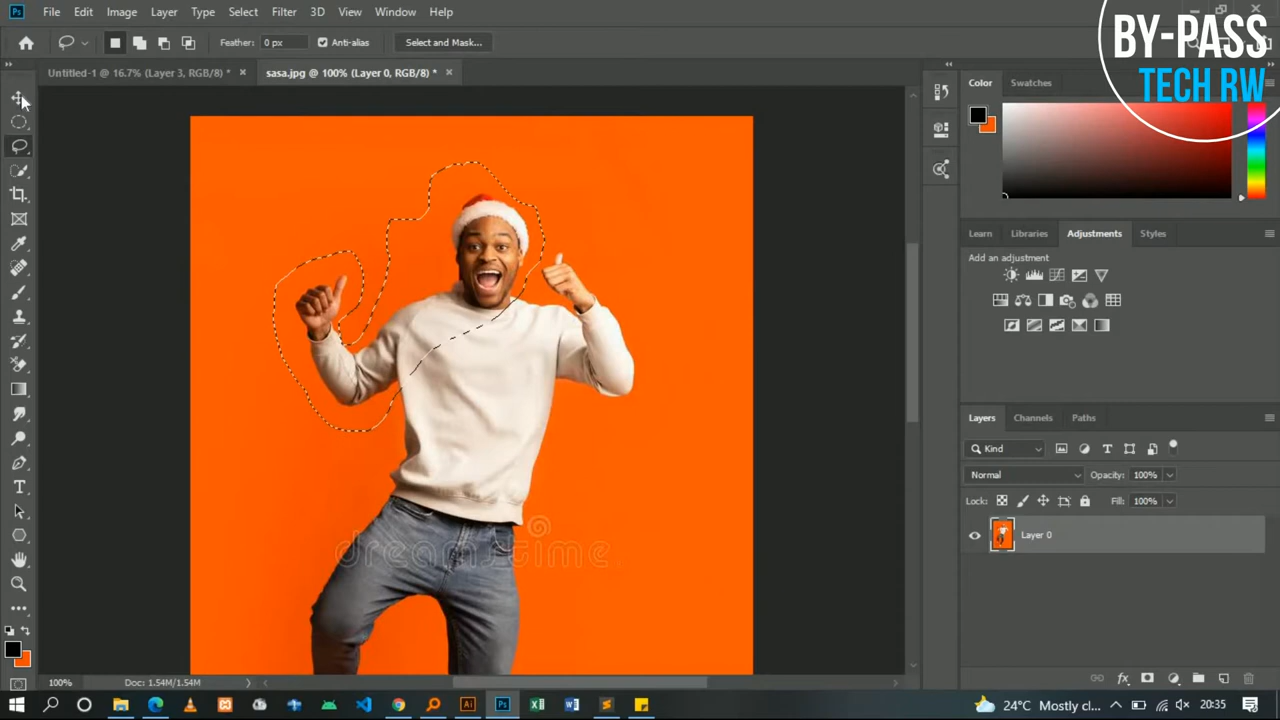 Ps File Edit Image Layer Type Select Filter 3D View Window Help
BY-PASS
TECH RW
Feather: 0 px Anti-alias Select and Mask...
Untitled-1 @ 16.7% (Layer 3, RGB/8) * × sasa.jpg @ 100% (Layer 0, RGB/8) * ×
Color Swatches
Learn Libraries Adjustments Styles
Add an adjustment
Layers Channels Paths
Kind
Normal Opacity: 100%
Lock: Fill: 100%
Layer 0
dreamstime
100% Doc: 1.54M/1.54M
Ai Ps 24°C Mostly cl... 20:35